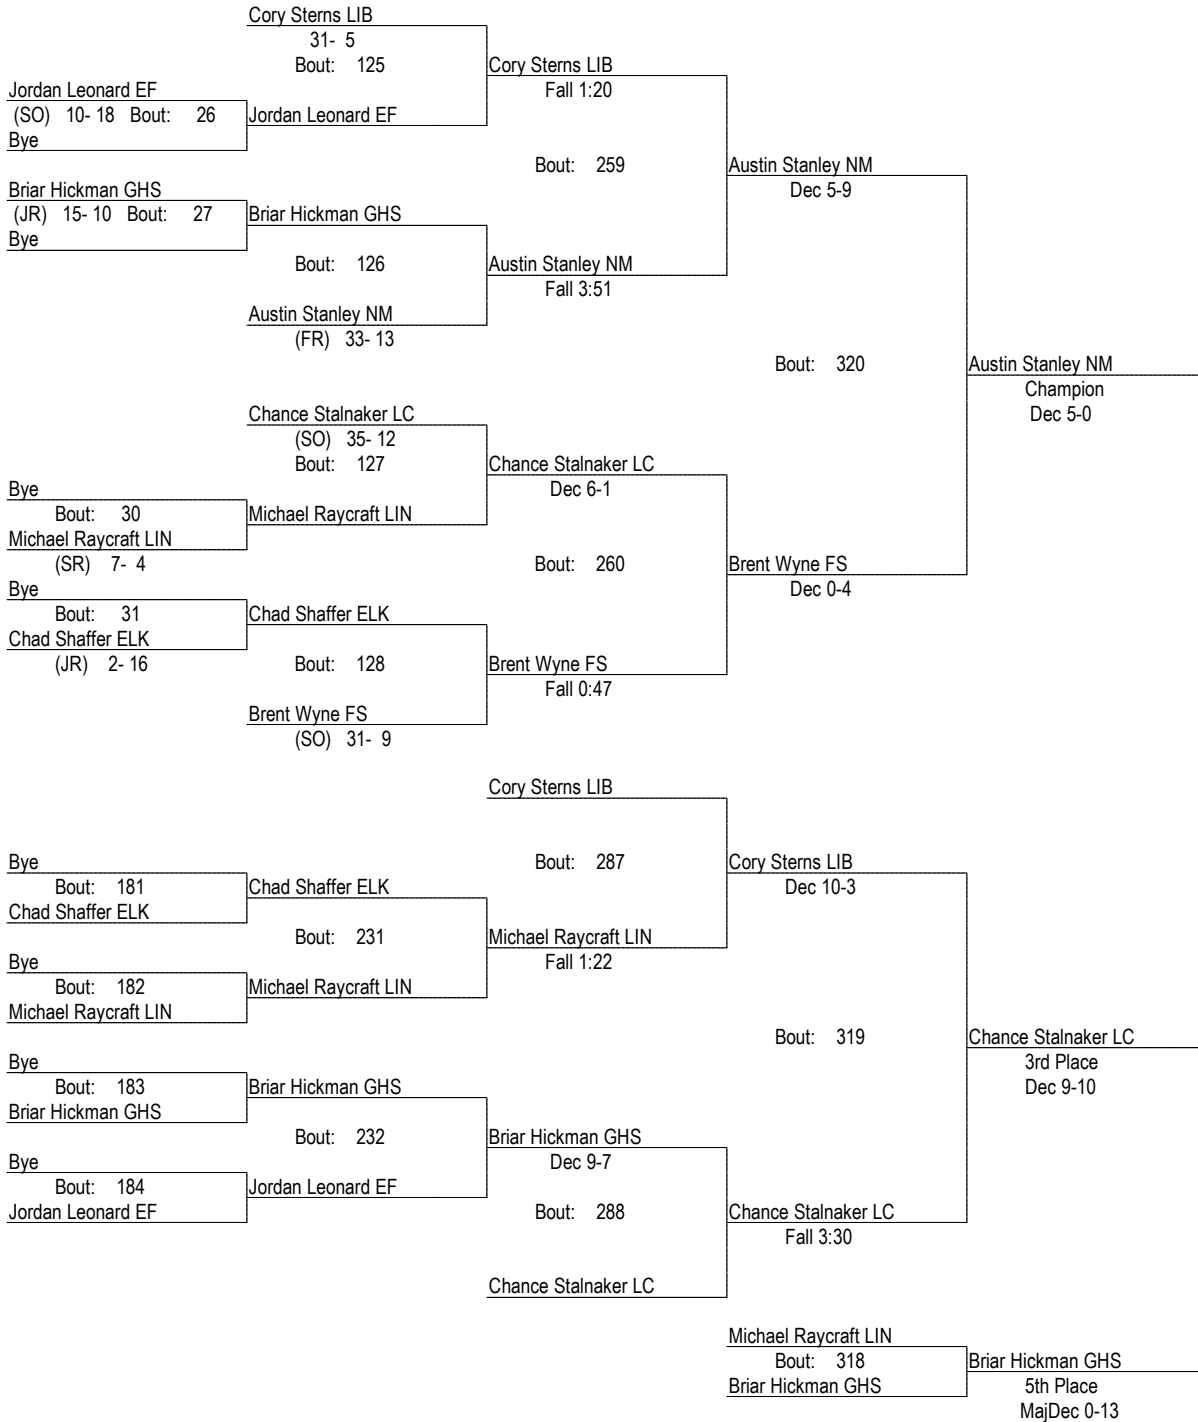 Cory Sterns LIB
31- 5
Bout: 125
Cory Sterns LIB
Fall 1:20
Jordan Leonard EF
(SO) 10- 18 Bout: 26
Jordan Leonard EF
Bye
Bout: 259
Austin Stanley NM
Dec 5-9
Briar Hickman GHS
(JR) 15- 10 Bout: 27
Briar Hickman GHS
Bye
Bout: 126
Austin Stanley NM
Fall 3:51
Austin Stanley NM
(FR) 33- 13
Bout: 320
Austin Stanley NM
Champion
Dec 5-0
Chance Stalnaker LC
(SO) 35- 12
Bout: 127
Chance Stalnaker LC
Dec 6-1
Bye
Bout: 30
Michael Raycraft LIN
Michael Raycraft LIN
(SR) 7- 4
Bout: 260
Brent Wyne FS
Dec 0-4
Bye
Bout: 31
Chad Shaffer ELK
Chad Shaffer ELK
(JR) 2- 16
Bout: 128
Brent Wyne FS
Fall 0:47
Brent Wyne FS
(SO) 31- 9
Cory Sterns LIB
Bout: 287
Cory Sterns LIB
Dec 10-3
Bye
Bout: 181
Chad Shaffer ELK
Chad Shaffer ELK
Bout: 231
Michael Raycraft LIN
Fall 1:22
Bye
Bout: 182
Michael Raycraft LIN
Michael Raycraft LIN
Bout: 319
Chance Stalnaker LC
3rd Place
Dec 9-10
Bye
Bout: 183
Briar Hickman GHS
Briar Hickman GHS
Bout: 232
Briar Hickman GHS
Dec 9-7
Bye
Bout: 184
Jordan Leonard EF
Jordan Leonard EF
Bout: 288
Chance Stalnaker LC
Fall 3:30
Chance Stalnaker LC
Michael Raycraft LIN
Bout: 318
Briar Hickman GHS
Briar Hickman GHS
5th Place
MajDec 0-13